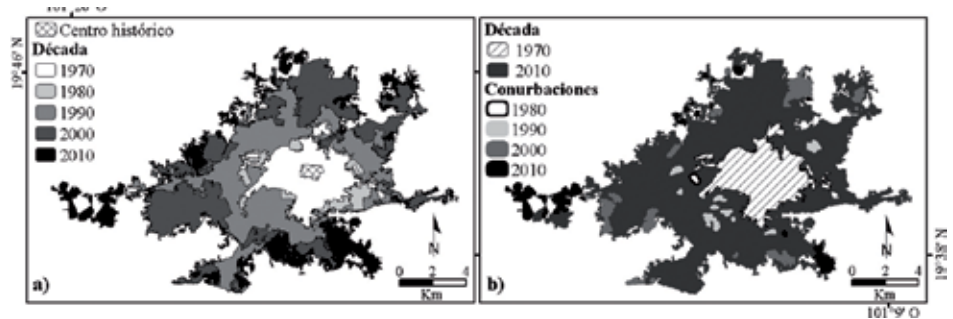 19°46' N
Centro histórico
Década
1970
1980
1990
2000
2010
a)
N
0 2 4
Km
Década
1970
2010
Conurbaciones
1980
1990
2000
2010
b)
N
0 2 4
Km
19°38' N
101°9' O